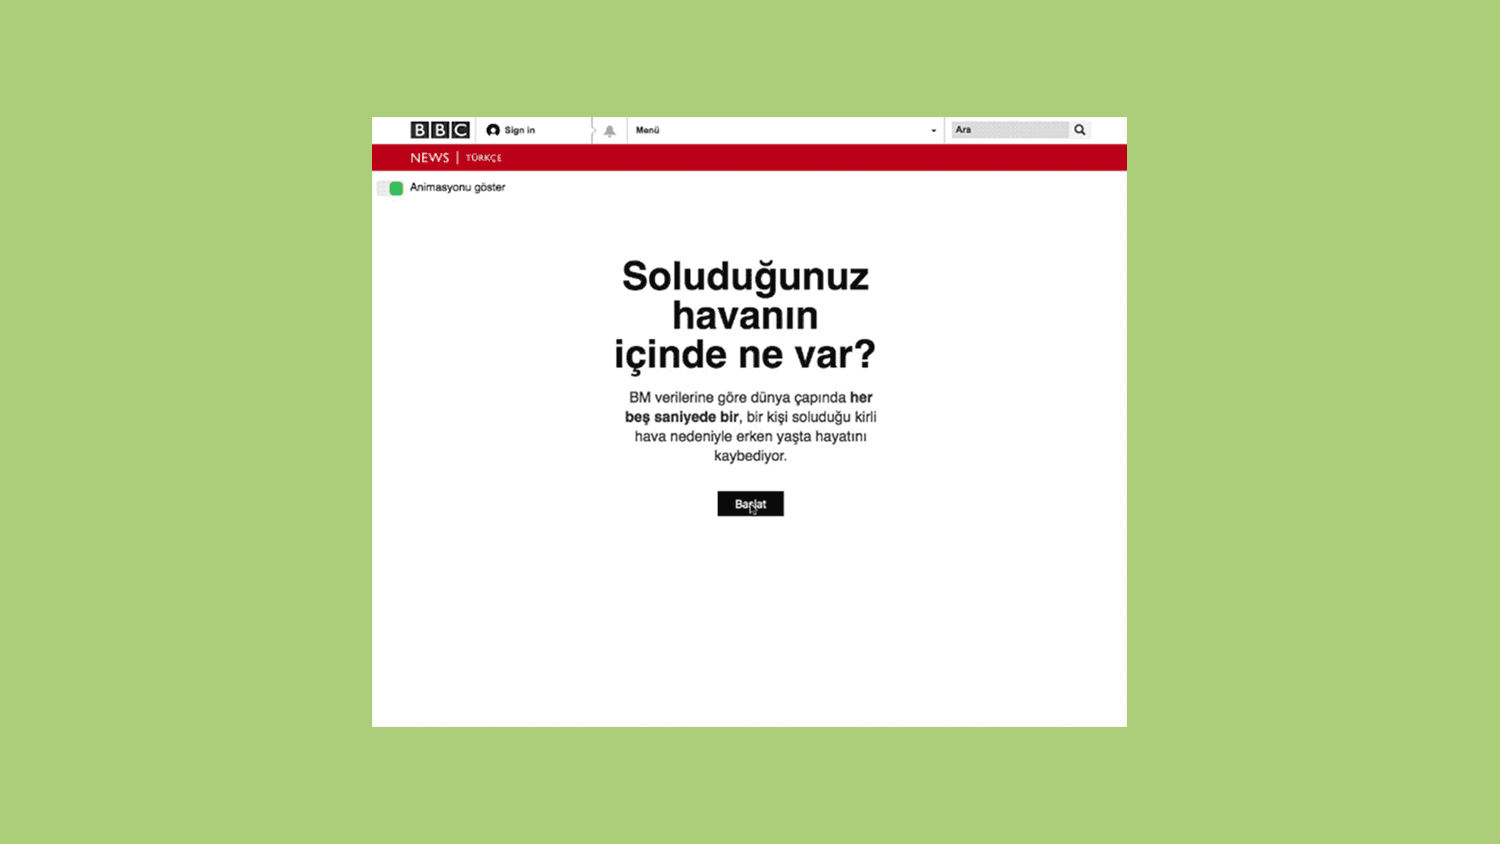 BBC Sign in Menü Ara
NEWS | TÜRKÇE
Animasyonu göster
Soluduğunuz
havanın
içinde ne var?
BM verilerine göre dünya çapında her
beş saniyede bir, bir kişi soluduğu kirli
hava nedeniyle erken yaşta hayatını
kaybediyor.
Başlat